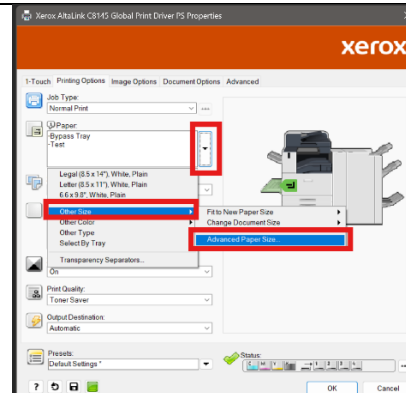 Xerox AltaLink C8145 Global Print Driver PS Properties
xerox
1-Touch Printing Options Image Options Document Options Advanced
Job Type:
Normal Print
Paper:
-Bypass Tray
-Test
Legal (8.5 x 14"), White, Plain
Letter (8.5 x 11"), White, Plain
6.6 x 9.8", White, Plain
Other Size
Other Color
Other Type
Select By Tray
Transparency Separators...
Fit to New Paper Size
Change Document Size
Advanced Paper Size...
On
Print Quality:
Toner Saver
Output Destination:
Automatic
Presets:
Default Settings *
Status:
? OK Cancel